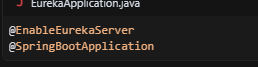 J EurekaApplication.java
@EnableEurekaServer
@SpringBootApplication